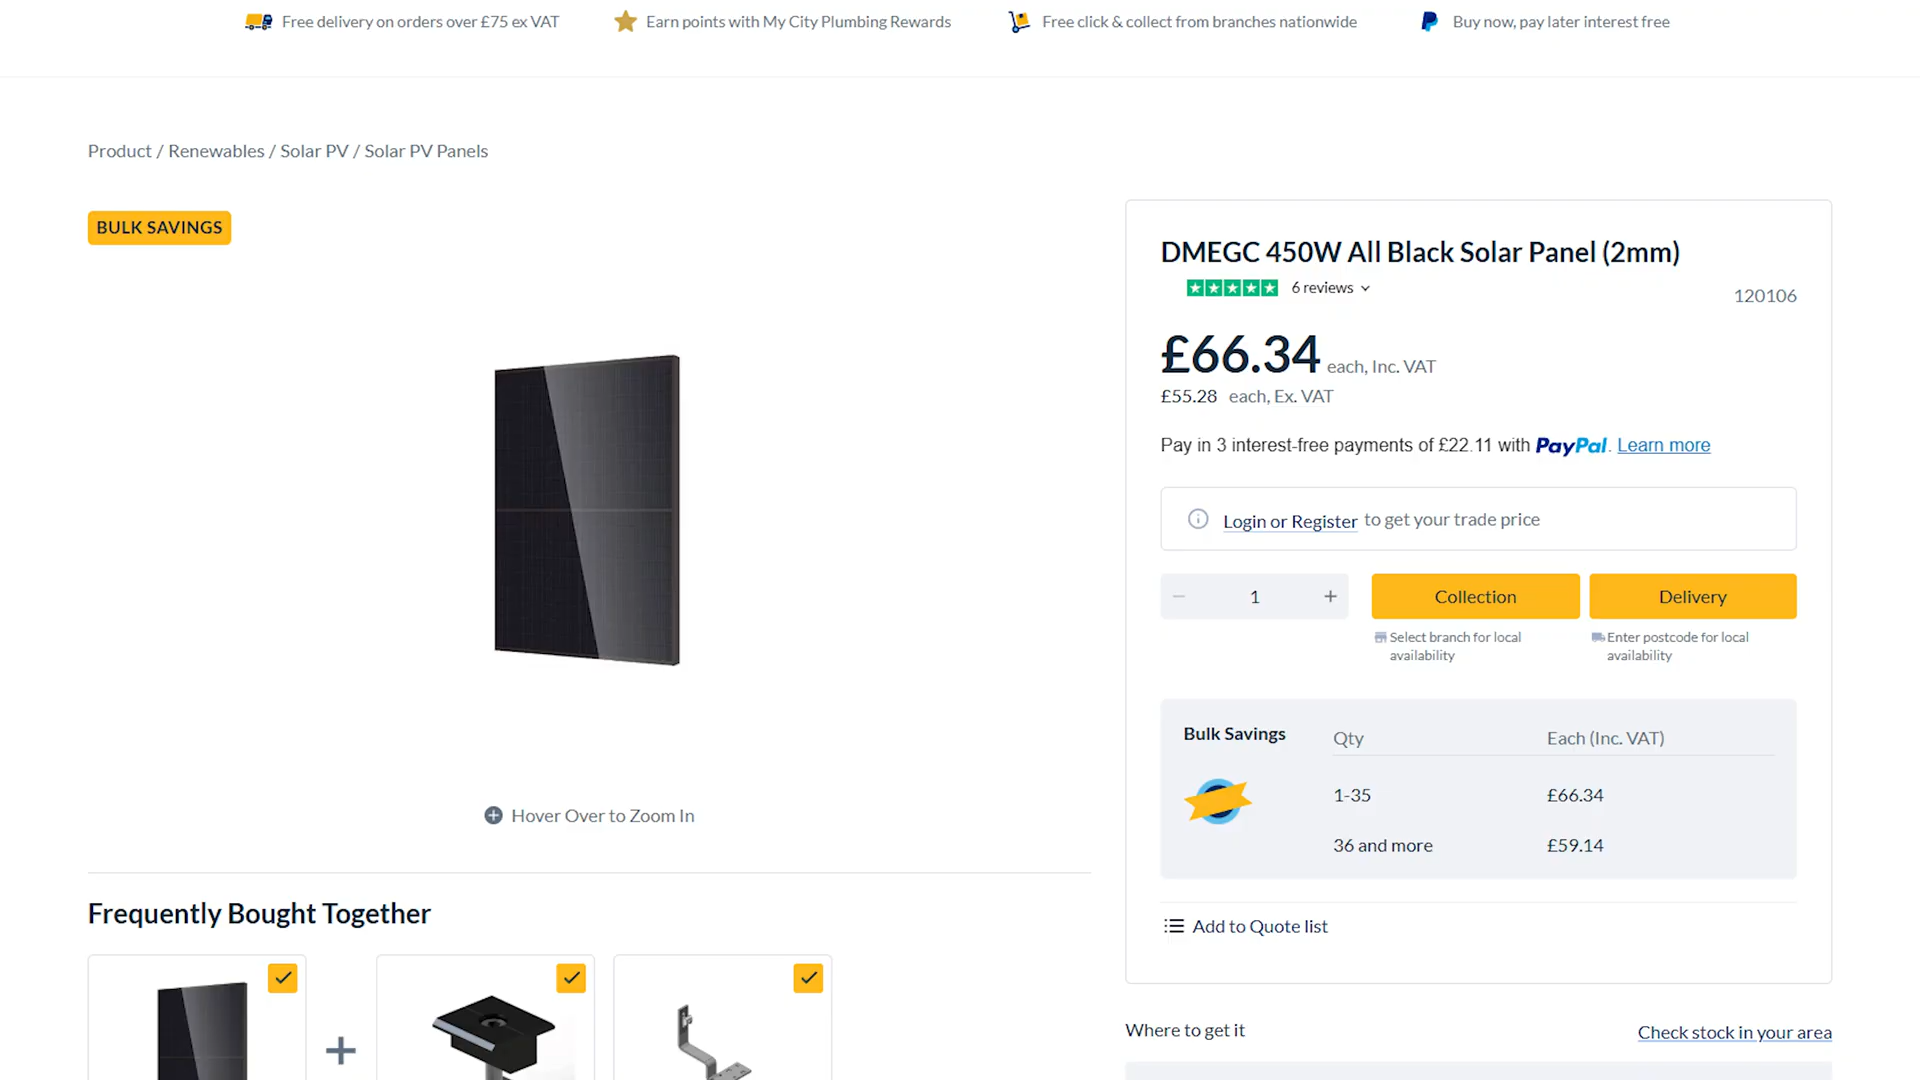 Free delivery on orders over £75 ex VAT
Earn points with My City Plumbing Rewards
Free click & collect from branches nationwide
Buy now, pay later interest free
Product / Renewables / Solar PV / Solar PV Panels
BULK SAVINGS
DMEGC 450W All Black Solar Panel (2mm)
6 reviews
120106
£66.34 each, Inc. VAT
£55.28 each, Ex. VAT
Pay in 3 interest-free payments of £22.11 with PayPal. Learn more
Login or Register to get your trade price
1
Collection
Delivery
Select branch for local
availability
Enter postcode for local
availability
Bulk Savings
Qty
Each (Inc. VAT)
1-35
£66.34
36 and more
£59.14
Hover Over to Zoom In
Frequently Bought Together
Add to Quote list
Where to get it
Check stock in your area